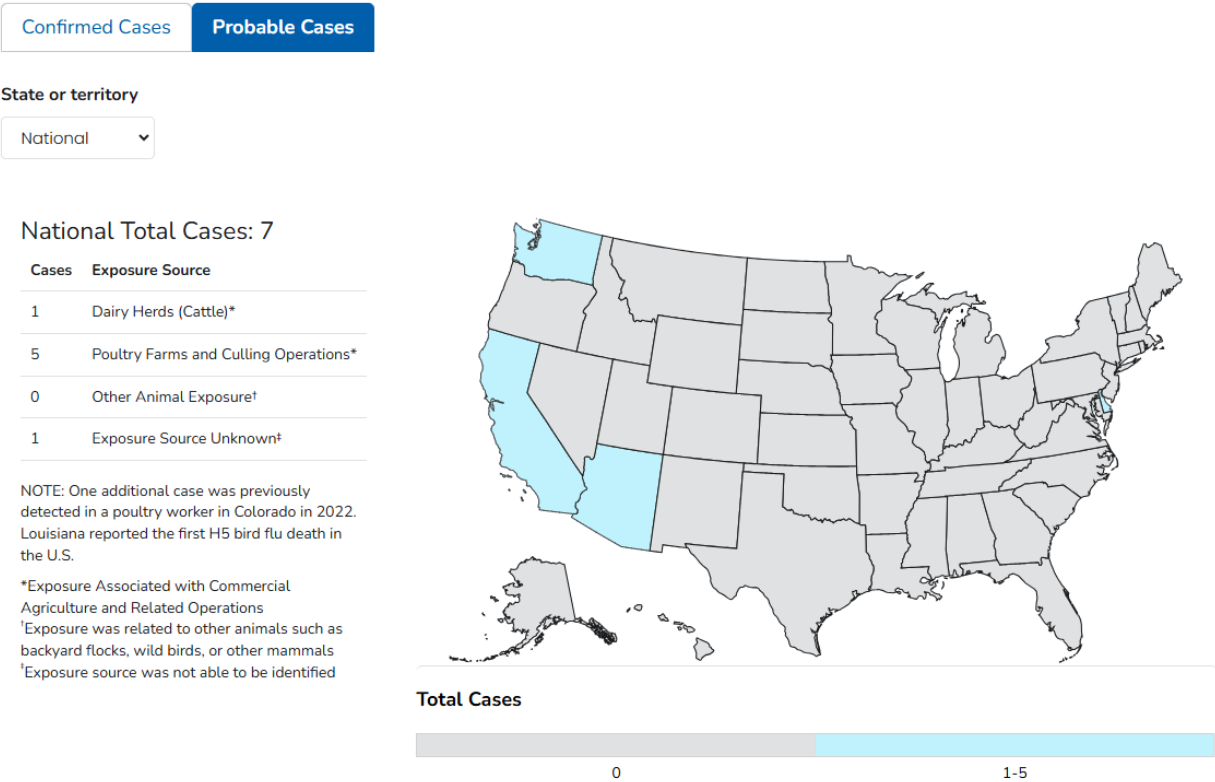 Confirmed Cases
Probable Cases
State or territory
National
National Total Cases: 7
Cases Exposure Source
1 Dairy Herds (Cattle)*
5 Poultry Farms and Culling Operations*
0 Other Animal Exposure†
1 Exposure Source Unknown‡
NOTE: One additional case was previously
detected in a poultry worker in Colorado in 2022.
Louisiana reported the first H5 bird flu death in
the U.S.
*Exposure Associated with Commercial
Agriculture and Related Operations
†Exposure was related to other animals such as
backyard flocks, wild birds, or other mammals
‡Exposure source was not able to be identified
Total Cases
0
1-5